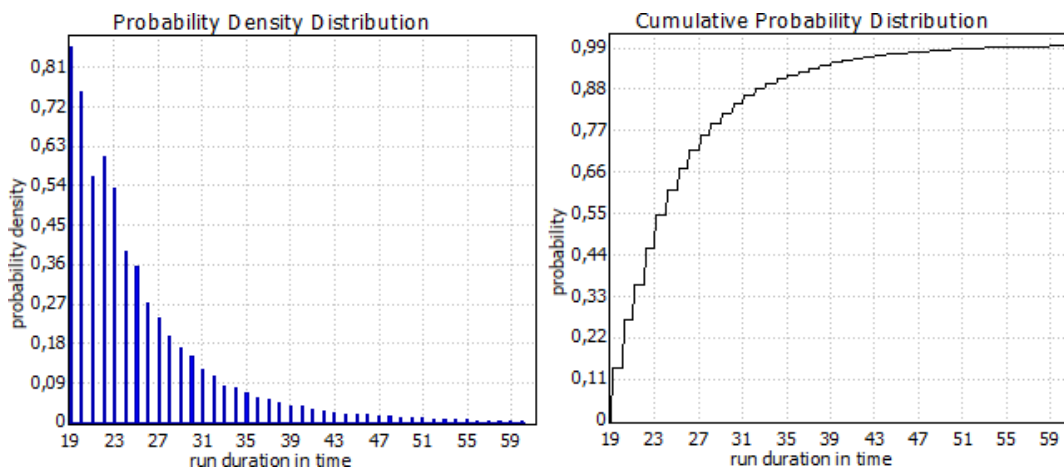 Probability Density Distribution
probability density
0,81
0,72
0,63
0,54
0,45
0,36
0,27
0,18
0,09
0
19 23 27 31 35 39 43 47 51 55 59
run duration in time
Cumulative Probability Distribution
probability
0,99
0,88
0,77
0,66
0,55
0,44
0,33
0,22
0,11
0
19 23 27 31 35 39 43 47 51 55 59
run duration in time